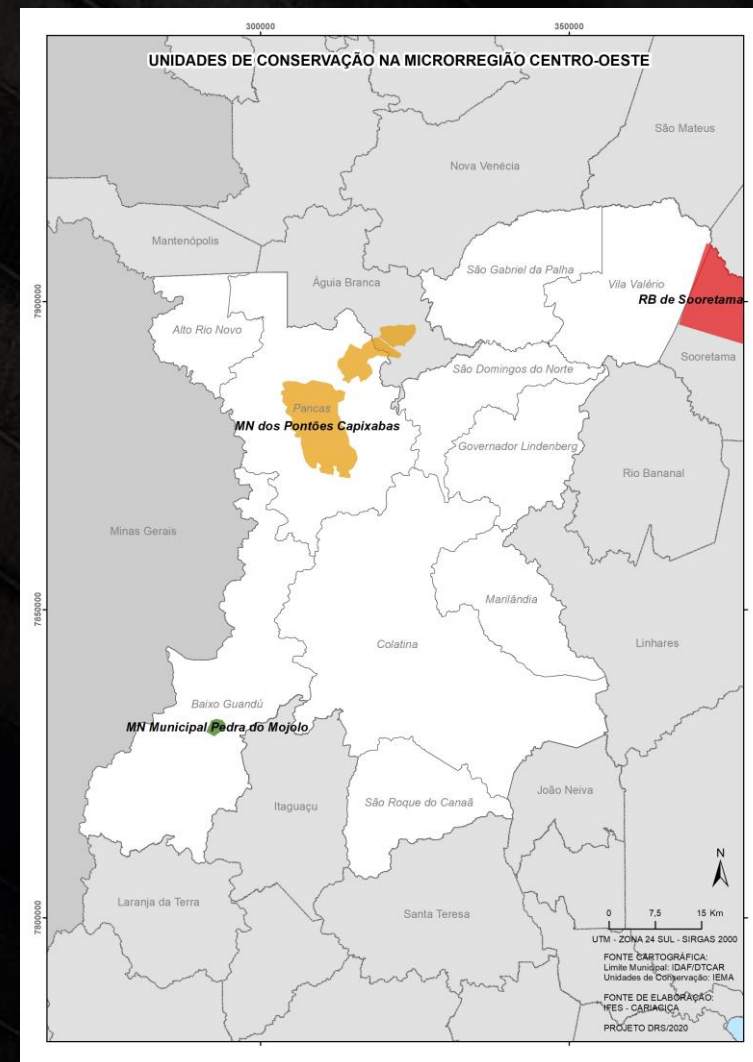 300000
350000
UNIDADES DE CONSERVAÇÃO NA MICRORREGIÃO CENTRO-OESTE
São Mateus
Nova Venécia
Mantenópolis
São Gabriel da Palha
Águia Branca
Vila Valério
7900000
RB de Sooretama
Alto Rio Novo
Sooretama
São Domingos do Norte
Pancas
MN dos Pontões Capixabas
Governador Lindenberg
Rio Bananal
Minas Gerais
7850000
Marilândia
Colatina
Linhares
Baixo Guandú
MN Municipal Pedra do Mojolo
João Neiva
Itaguaçu
São Roque do Canaã
N
Laranja da Terra
Santa Teresa
7800000
0 7,5 15 Km
UTM - ZONA 24 SUL - SIRGAS 2000
FONTE CARTOGRÁFICA:
Limite Municipal: IDAF/DTCAR
Unidades de Conservação: IEMA
FONTE DE ELABORAÇÃO:
IFES - CARIACICA
PROJETO DRS/2020